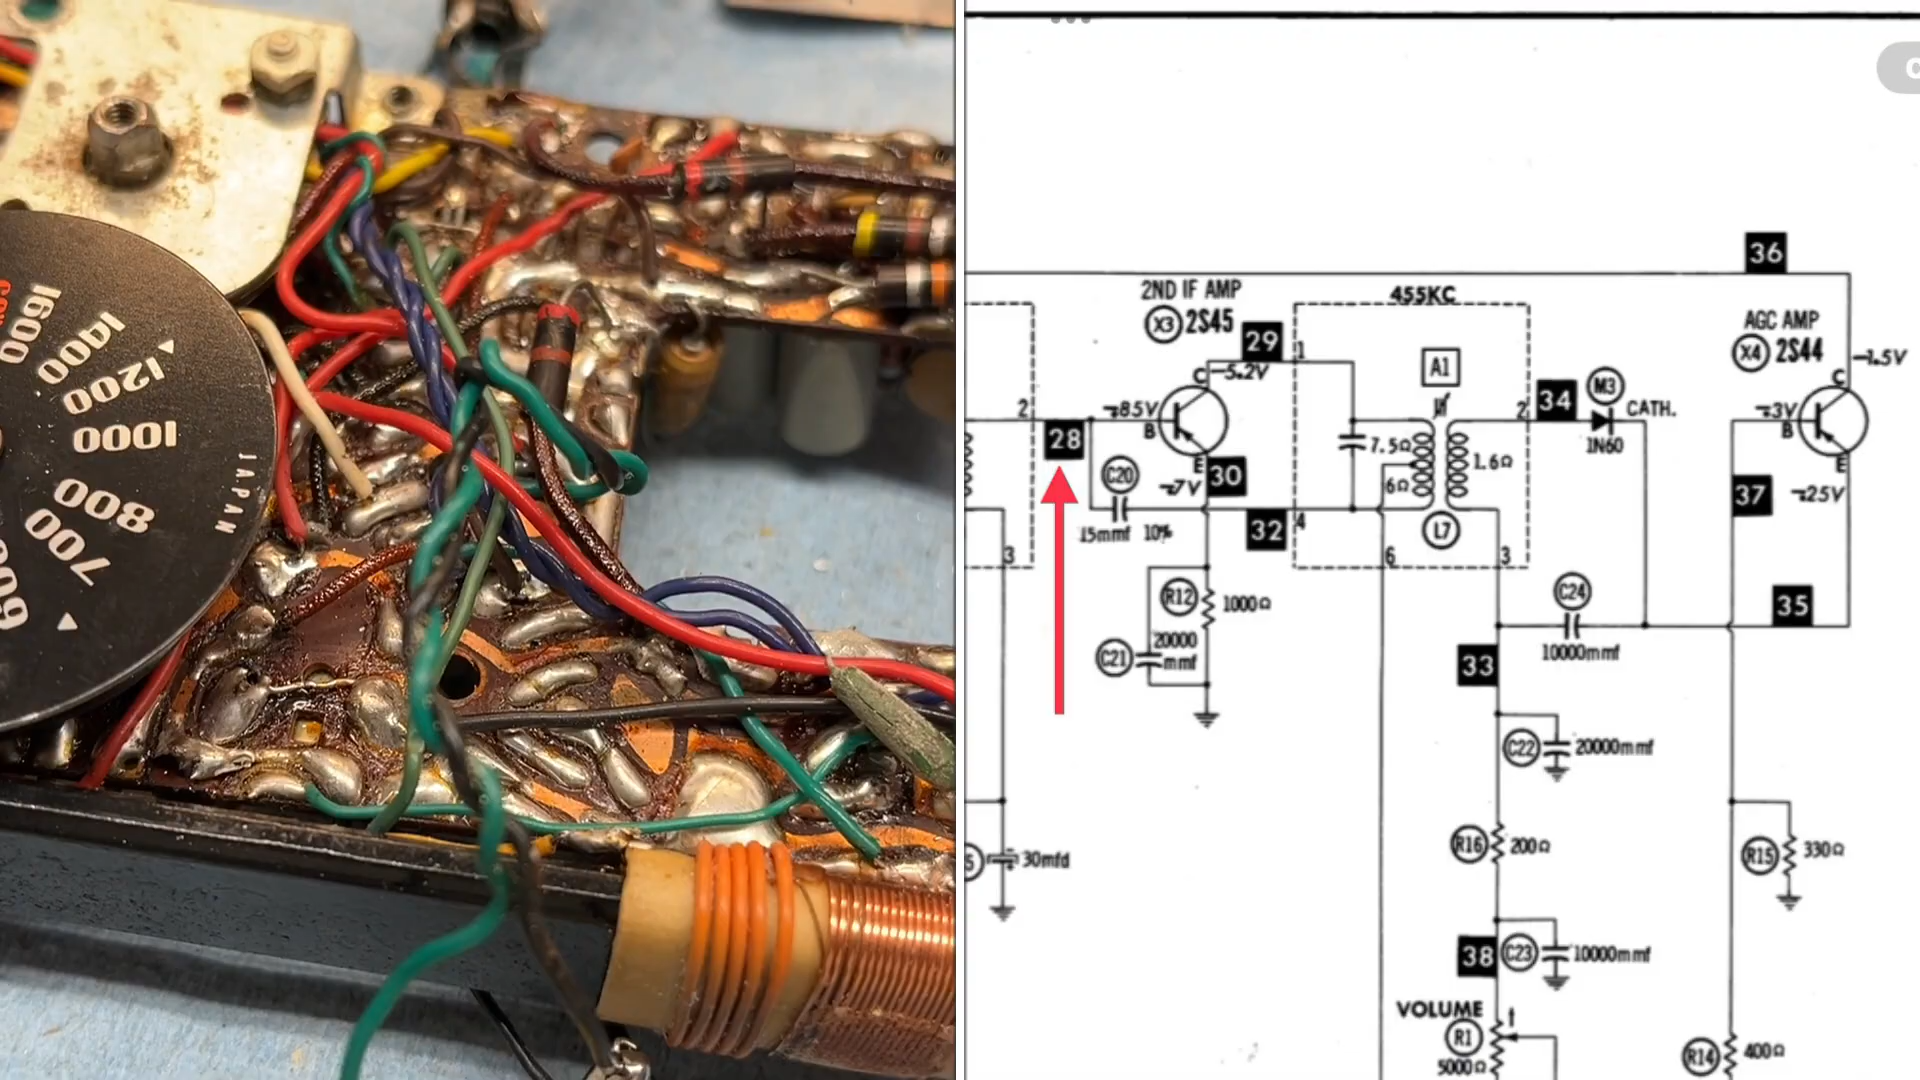 1600
1400
1200
1000
800
700
600
JAPAN
36
2ND IF AMP
X3 2S45
29
1
455KC
A1
AGC AMP
X4 2S44
-1.5V
C
-5.2V
2
-.85V
B
28
C20
E
30
-.7V
15mmf 10%
32
4
7.5Ω
6Ω
1.6Ω
L7
6
3
2
34
M3
CATH.
1N60
C
-.3V
B
E
37
-.25V
3
R12
1000Ω
C21
20000
mmf
C24
10000mmf
35
33
C22
20000mmf
30mfd
R16
200Ω
R15
330Ω
38
C23
10000mmf
VOLUME
R1
5000Ω
R14
400Ω